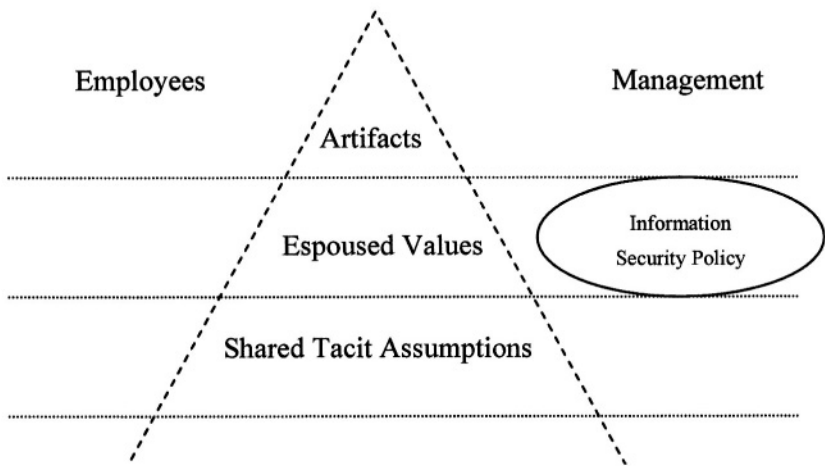 Employees
Management
Artifacts
Espoused Values
Information
Security Policy
Shared Tacit Assumptions